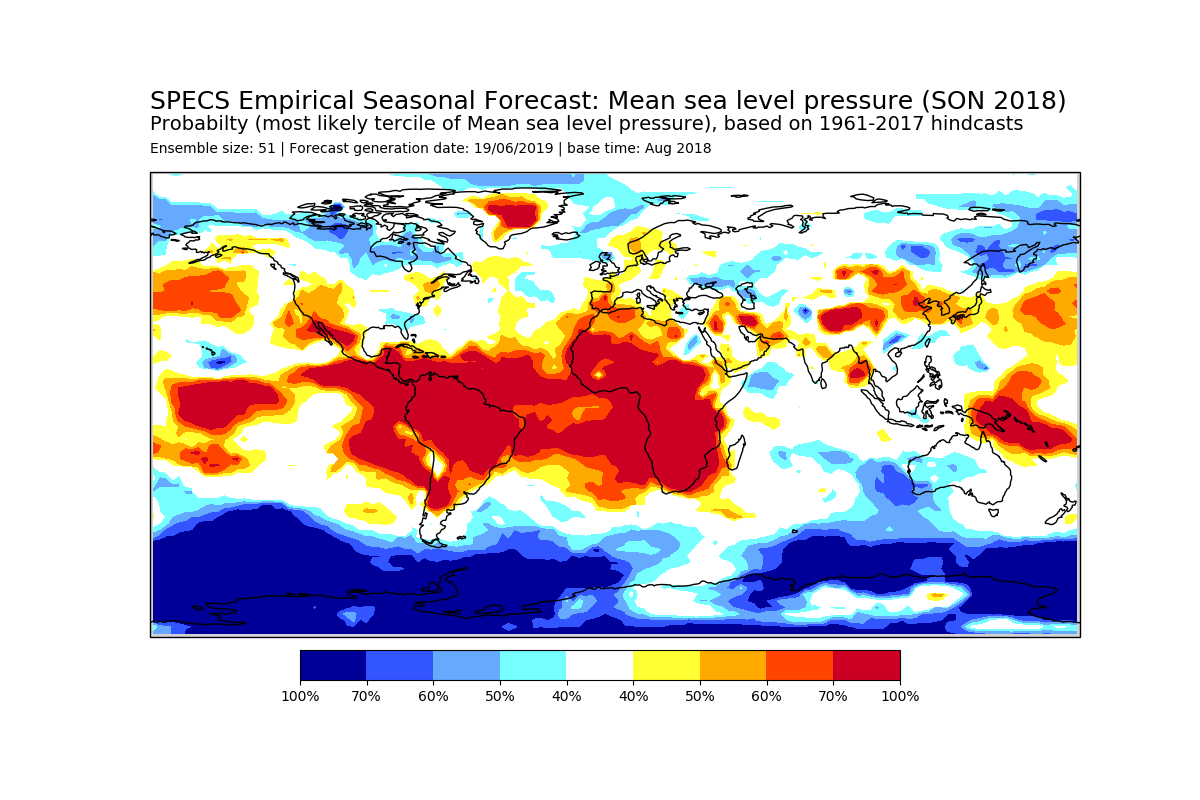 SPECS Empirical Seasonal Forecast: Mean sea level pressure (SON 2018)
Probabilty (most likely tercile of Mean sea level pressure), based on 1961-2017 hindcasts
Ensemble size: 51 | Forecast generation date: 19/06/2019 | base time: Aug 2018
100% 70% 60% 50% 40% 40% 50% 60% 70% 100%